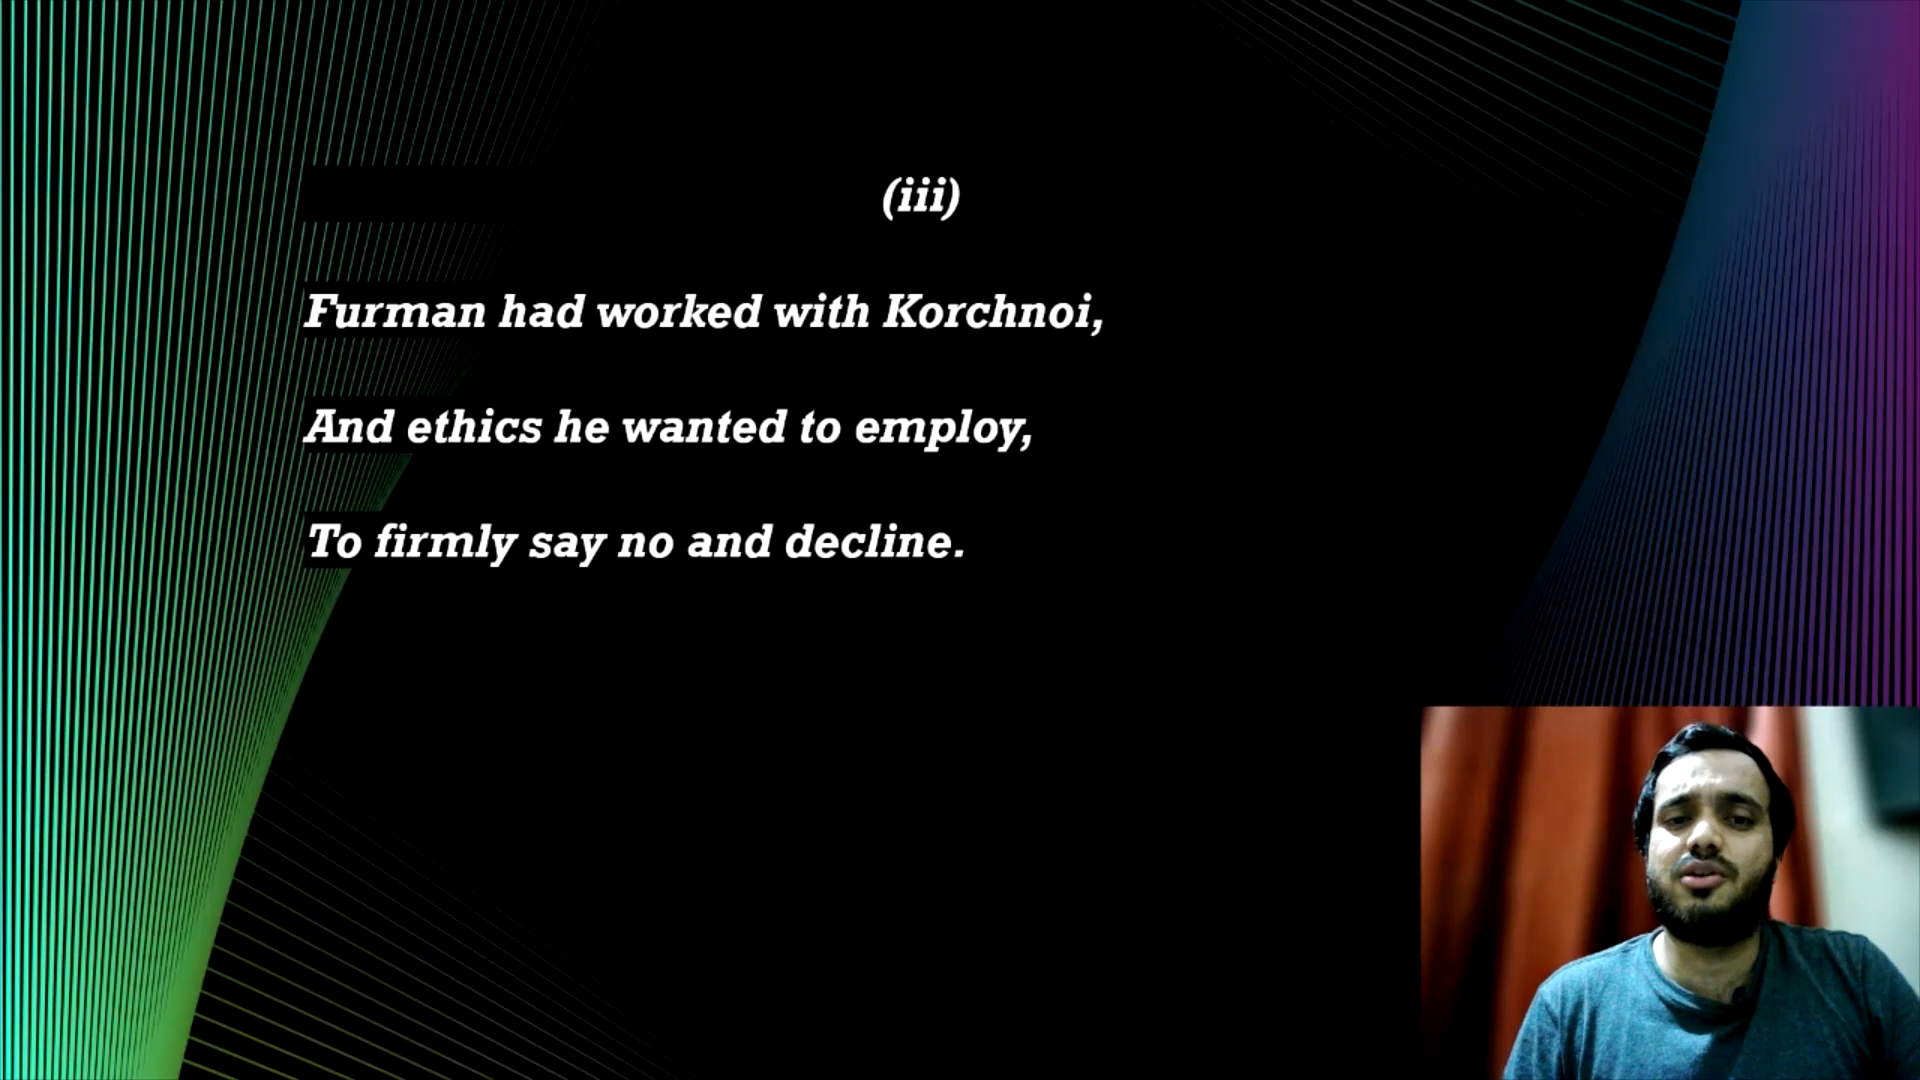 (iii)
Furman had worked with Korchnoi,
And ethics he wanted to employ,
To firmly say no and decline.